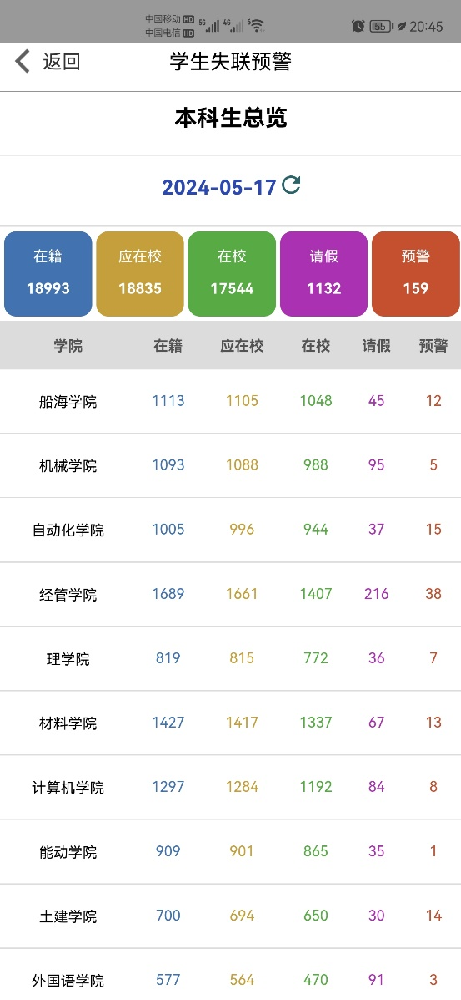 中国移动 HD 5G 4G 6 55 20:45
中国电信 HD
返回 学生失联预警
本科生总览
2024-05-17
在籍 应在校 在校 请假 预警
18993 18835 17544 1132 159
学院 在籍 应在校 在校 请假 预警
船海学院 1113 1105 1048 45 12
机械学院 1093 1088 988 95 5
自动化学院 1005 996 944 37 15
经管学院 1689 1661 1407 216 38
理学院 819 815 772 36 7
材料学院 1427 1417 1337 67 13
计算机学院 1297 1284 1192 84 8
能动学院 909 901 865 35 1
土建学院 700 694 650 30 14
外国语学院 577 564 470 91 3